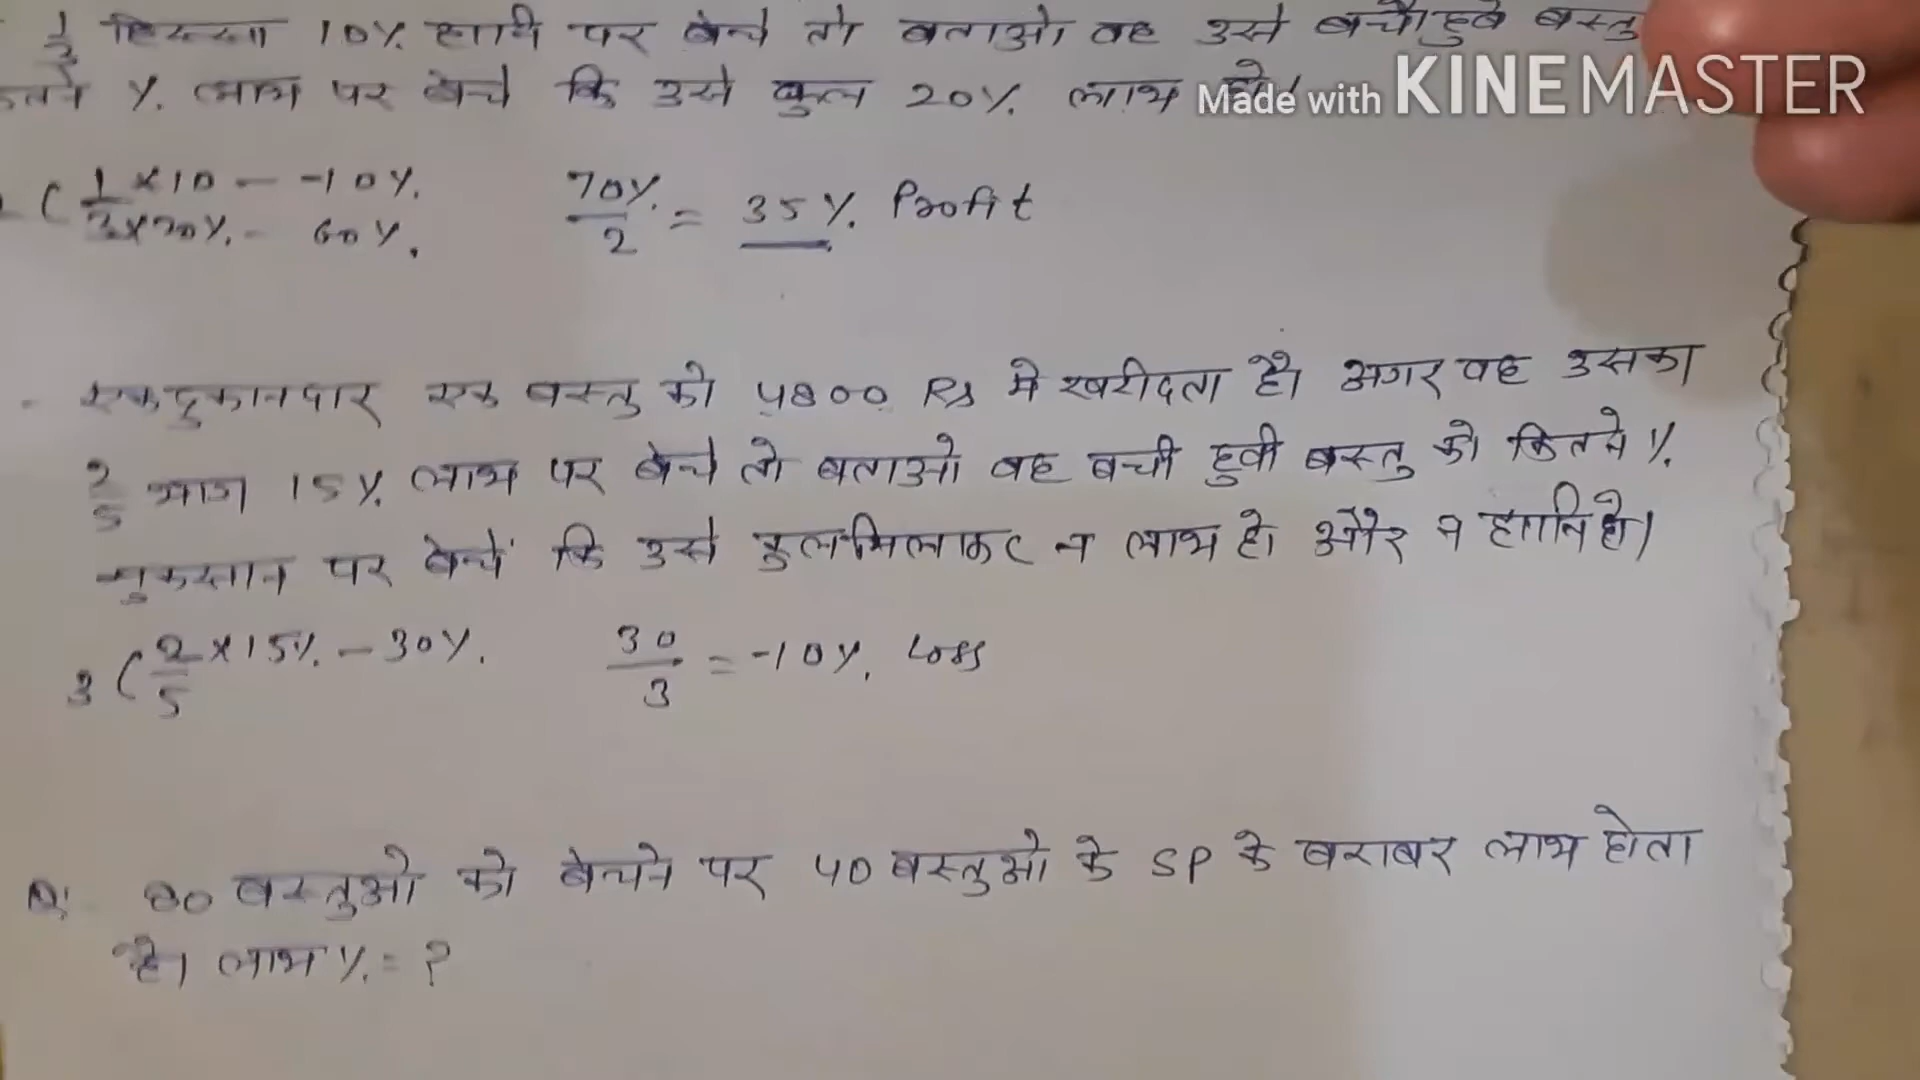 1/3 हिस्सा 10% हानि पर बेचे तो बताओ वह उसे बची हुवे वस्तु
% लाभ पर बेचे कि उसे कुल 20% लाभ हो।
Made with KINEMASTER
( 1/3 × 10 — -10%.
3×20%. - 60%.
70%/2 = 35% Profit
एक दुकानदार एक वस्तु को 4800 Rs मे खरीदता है। अगर वह उसका
2/5 भाग 15% लाभ पर बेचे तो बताओ वह बची हुवी वस्तु को कितने %
नुकसान पर बेचें कि उसे कुलमिलाकर न लाभ हो और न हानि हो।
3 ( 2/5 × 15% — 30%.
30/3 = -10%. Loss
Q: 80 वस्तुओ को बेचने पर 40 वस्तुओ के SP के बराबर लाभ होता
है। लाभ % = ?